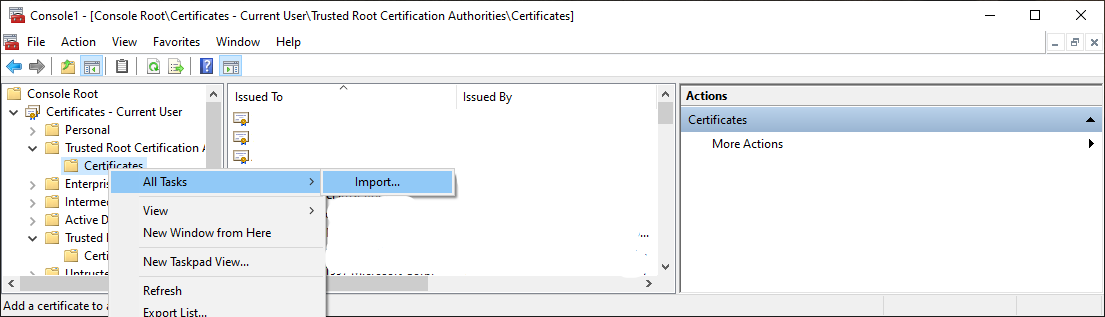 Console1 - [Console Root\Certificates - Current User\Trusted Root Certification Authorities\Certificates]
File Action View Favorites Window Help
Console Root
Certificates - Current User
Personal
Trusted Root Certification A
Certificates
Enterpris
Intermed
Active D
Trusted
Certi
Untruste
Issued To
Issued By
All Tasks
Import...
View
New Window from Here
New Taskpad View...
Refresh
Export List...
...
Actions
Certificates
More Actions
Add a certificate to a